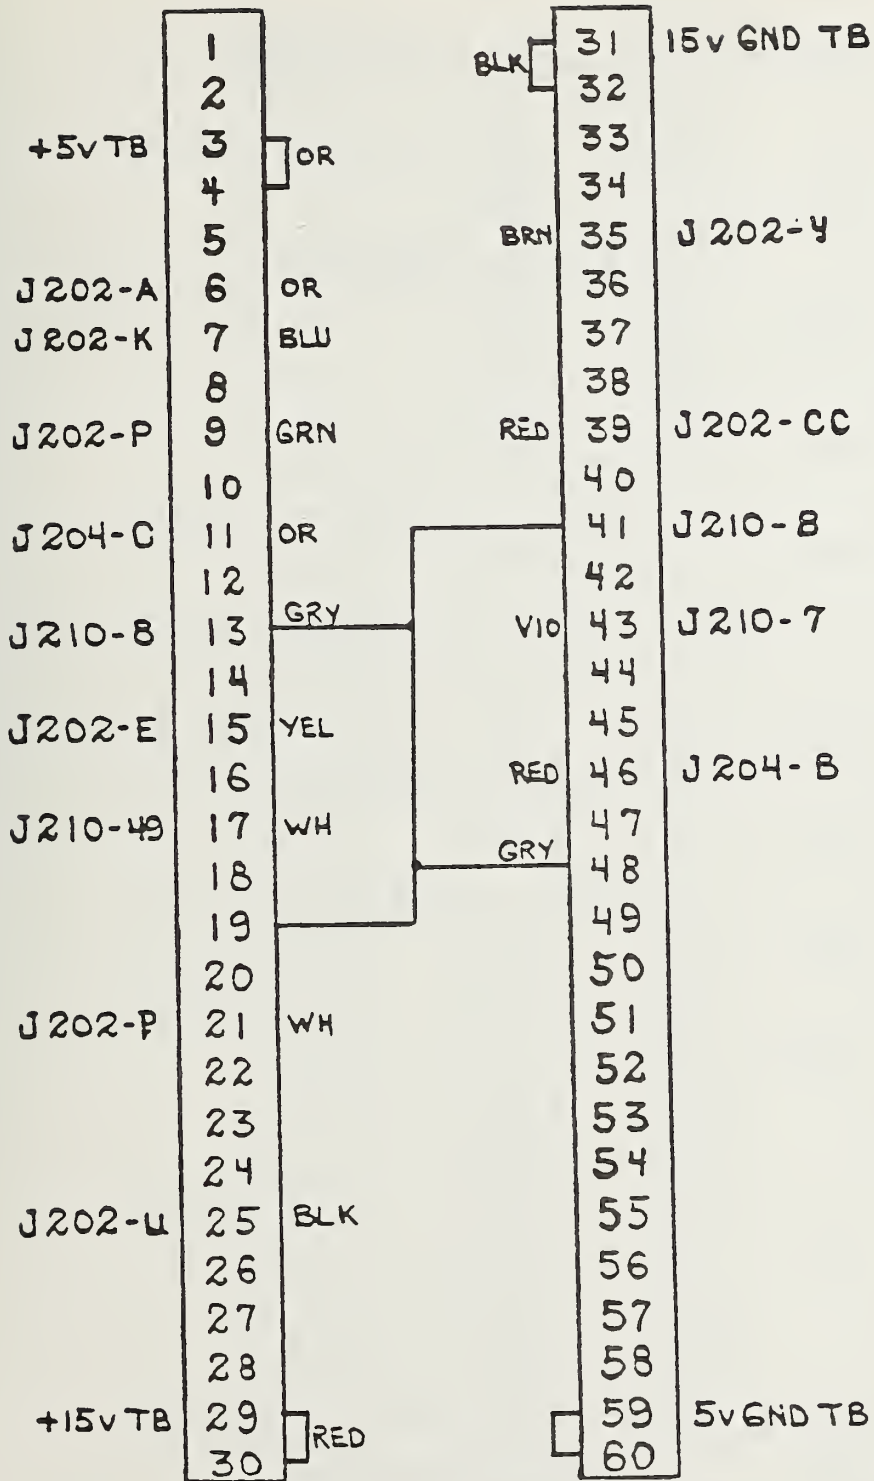 1
2
+5V TB 3 OR
4
5
J202-A 6 OR
J202-K 7 BLU
8
J202-P 9 GRN
10
J204-C 11 OR
12
J210-8 13 GRY
14
J202-E 15 YEL
16
J210-49 17 WH
18
19
20
J202-P 21 WH
22
23
24
J202-U 25 BLK
26
27
28
+15V TB 29 RED
30
BLK 31 15V GND TB
32
33
34
BRN 35 J202-Y
36
37
38
RED 39 J202-CC
40
41 J210-8
42
VIO 43 J210-7
44
45
RED 46 J204-B
47
GRY 48
49
50
51
52
53
54
55
56
57
58
59 5V GND TB
60